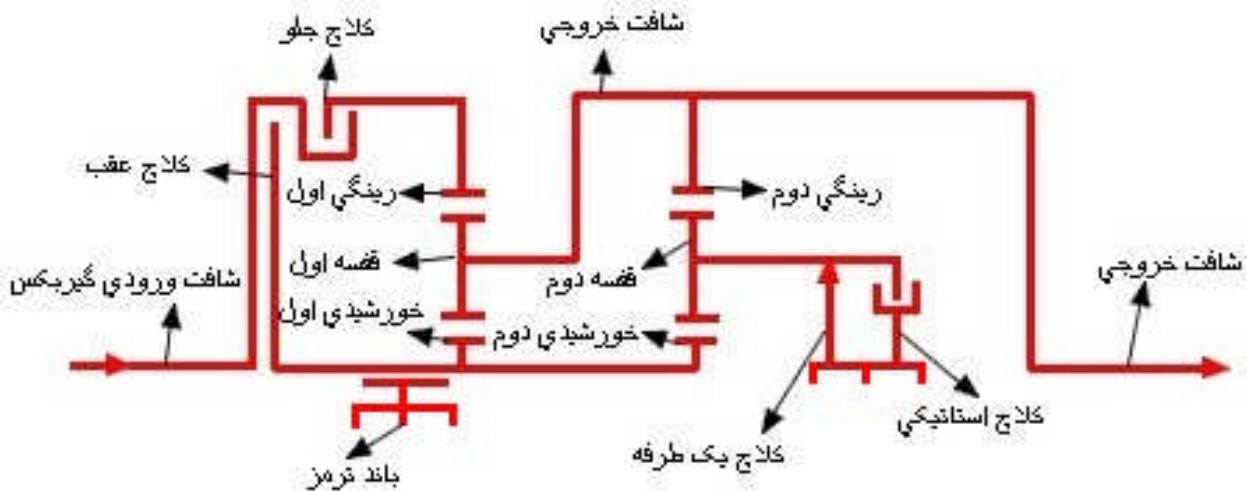 کلاچ جلو
شافت خروجي
کلاچ عقب
رينگي اول
رينگي دوم
قفسه اول
قفسه دوم
شافت ورودي گيربکس
شافت خروجي
خورشيدي اول
خورشيدي دوم
کلاچ استاتيکي
کلاچ يک طرفه
باند ترمز